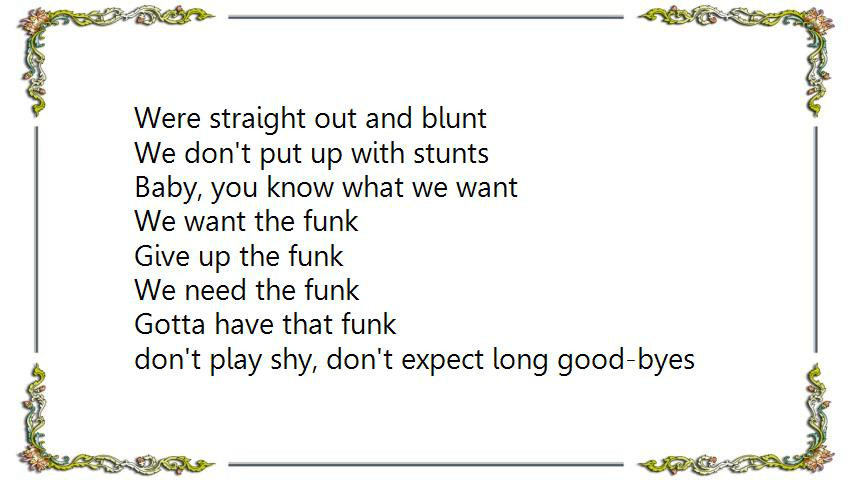 Were straight out and blunt
We don't put up with stunts
Baby, you know what we want
We want the funk
Give up the funk
We need the funk
Gotta have that funk
don't play shy, don't expect long good-byes